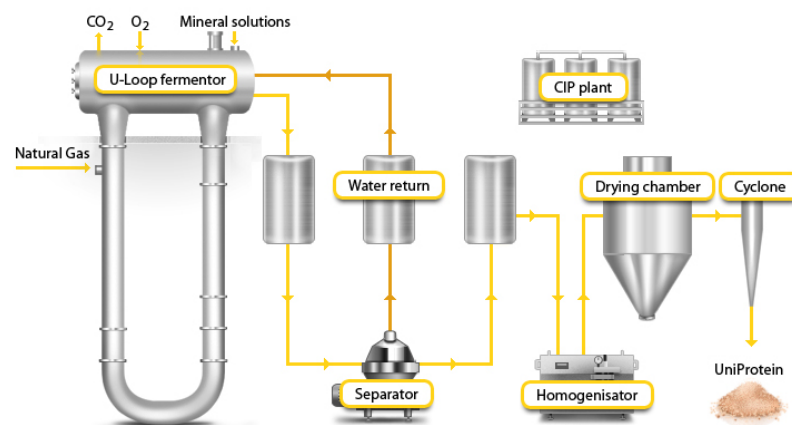 CO2
O2
Mineral solutions
U-Loop fermentor
CIP plant
Natural Gas
Water return
Drying chamber
Cyclone
Separator
Homogenisator
UniProtein